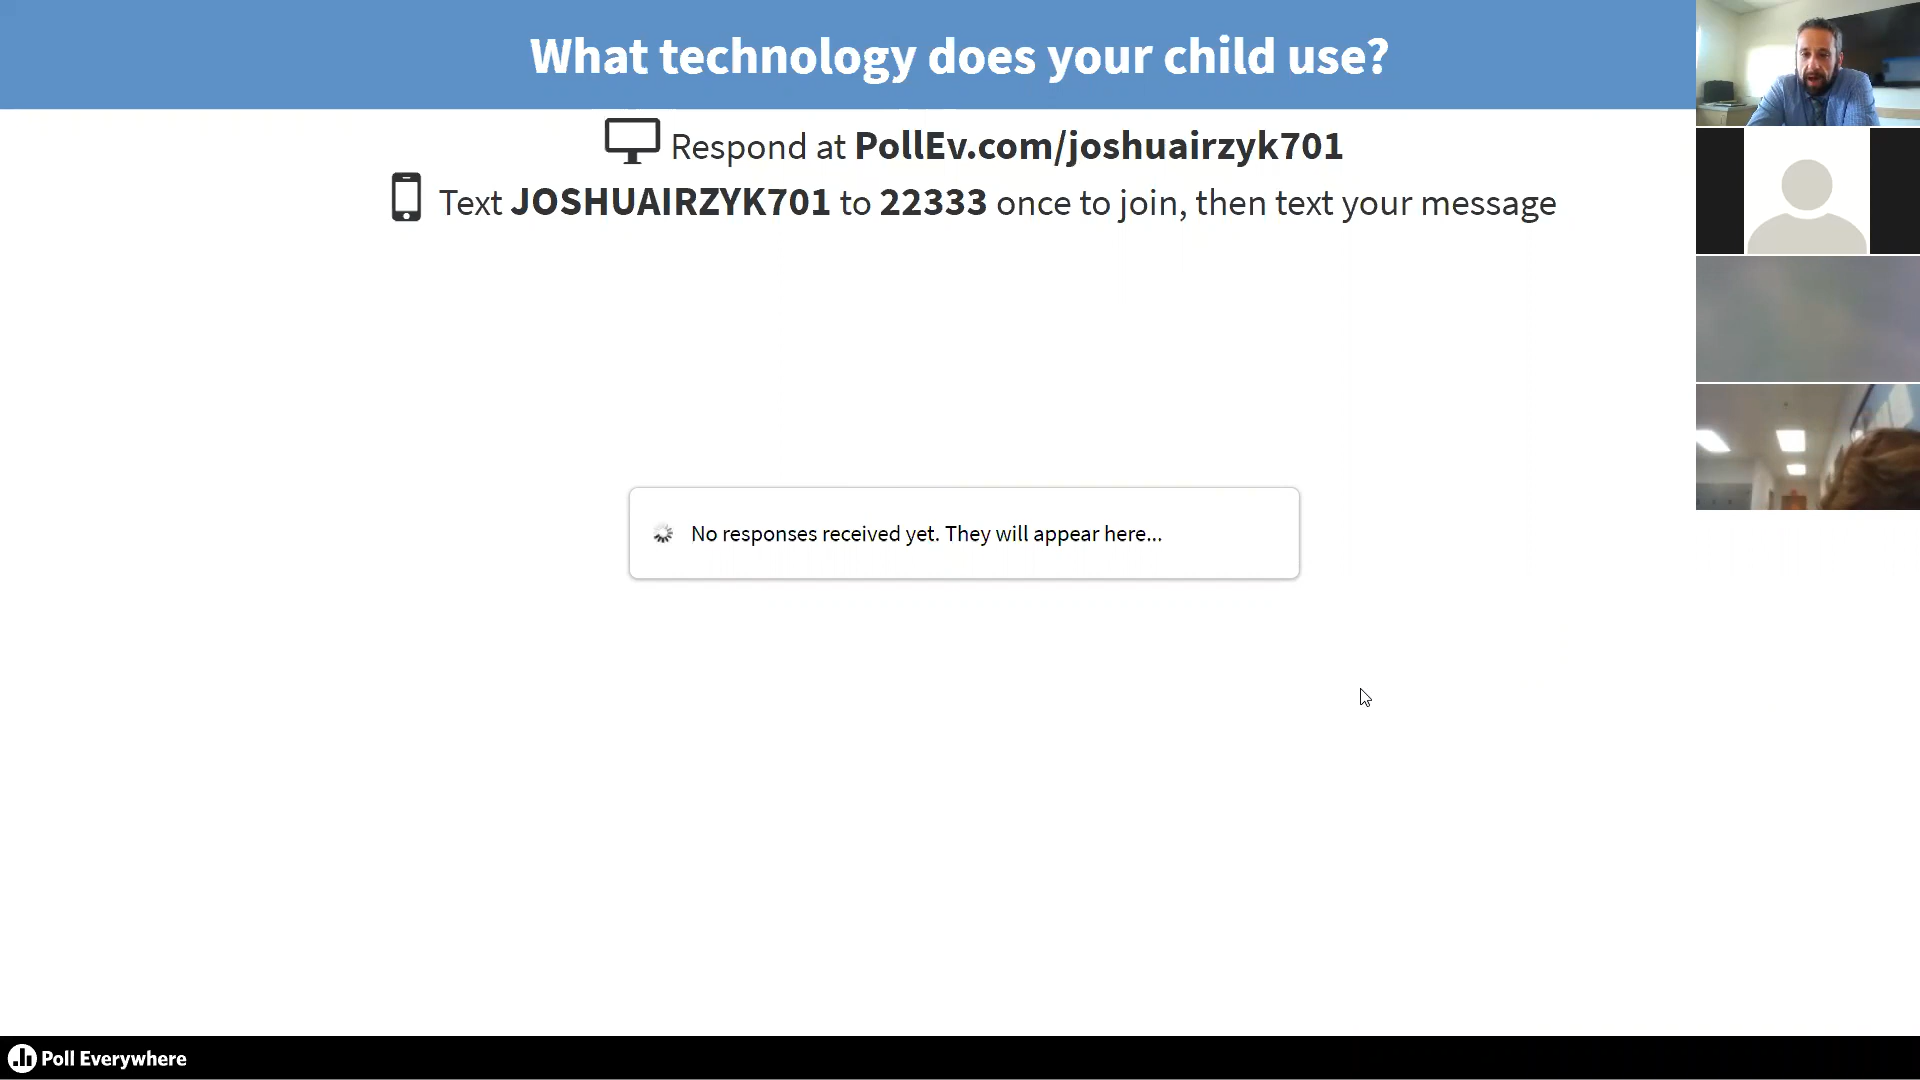 What technology does your child use?
Respond at PollEv.com/joshuairzyk701
Text JOSHUAIRZYK701 to 22333 once to join, then text your message
No responses received yet. They will appear here...
Poll Everywhere